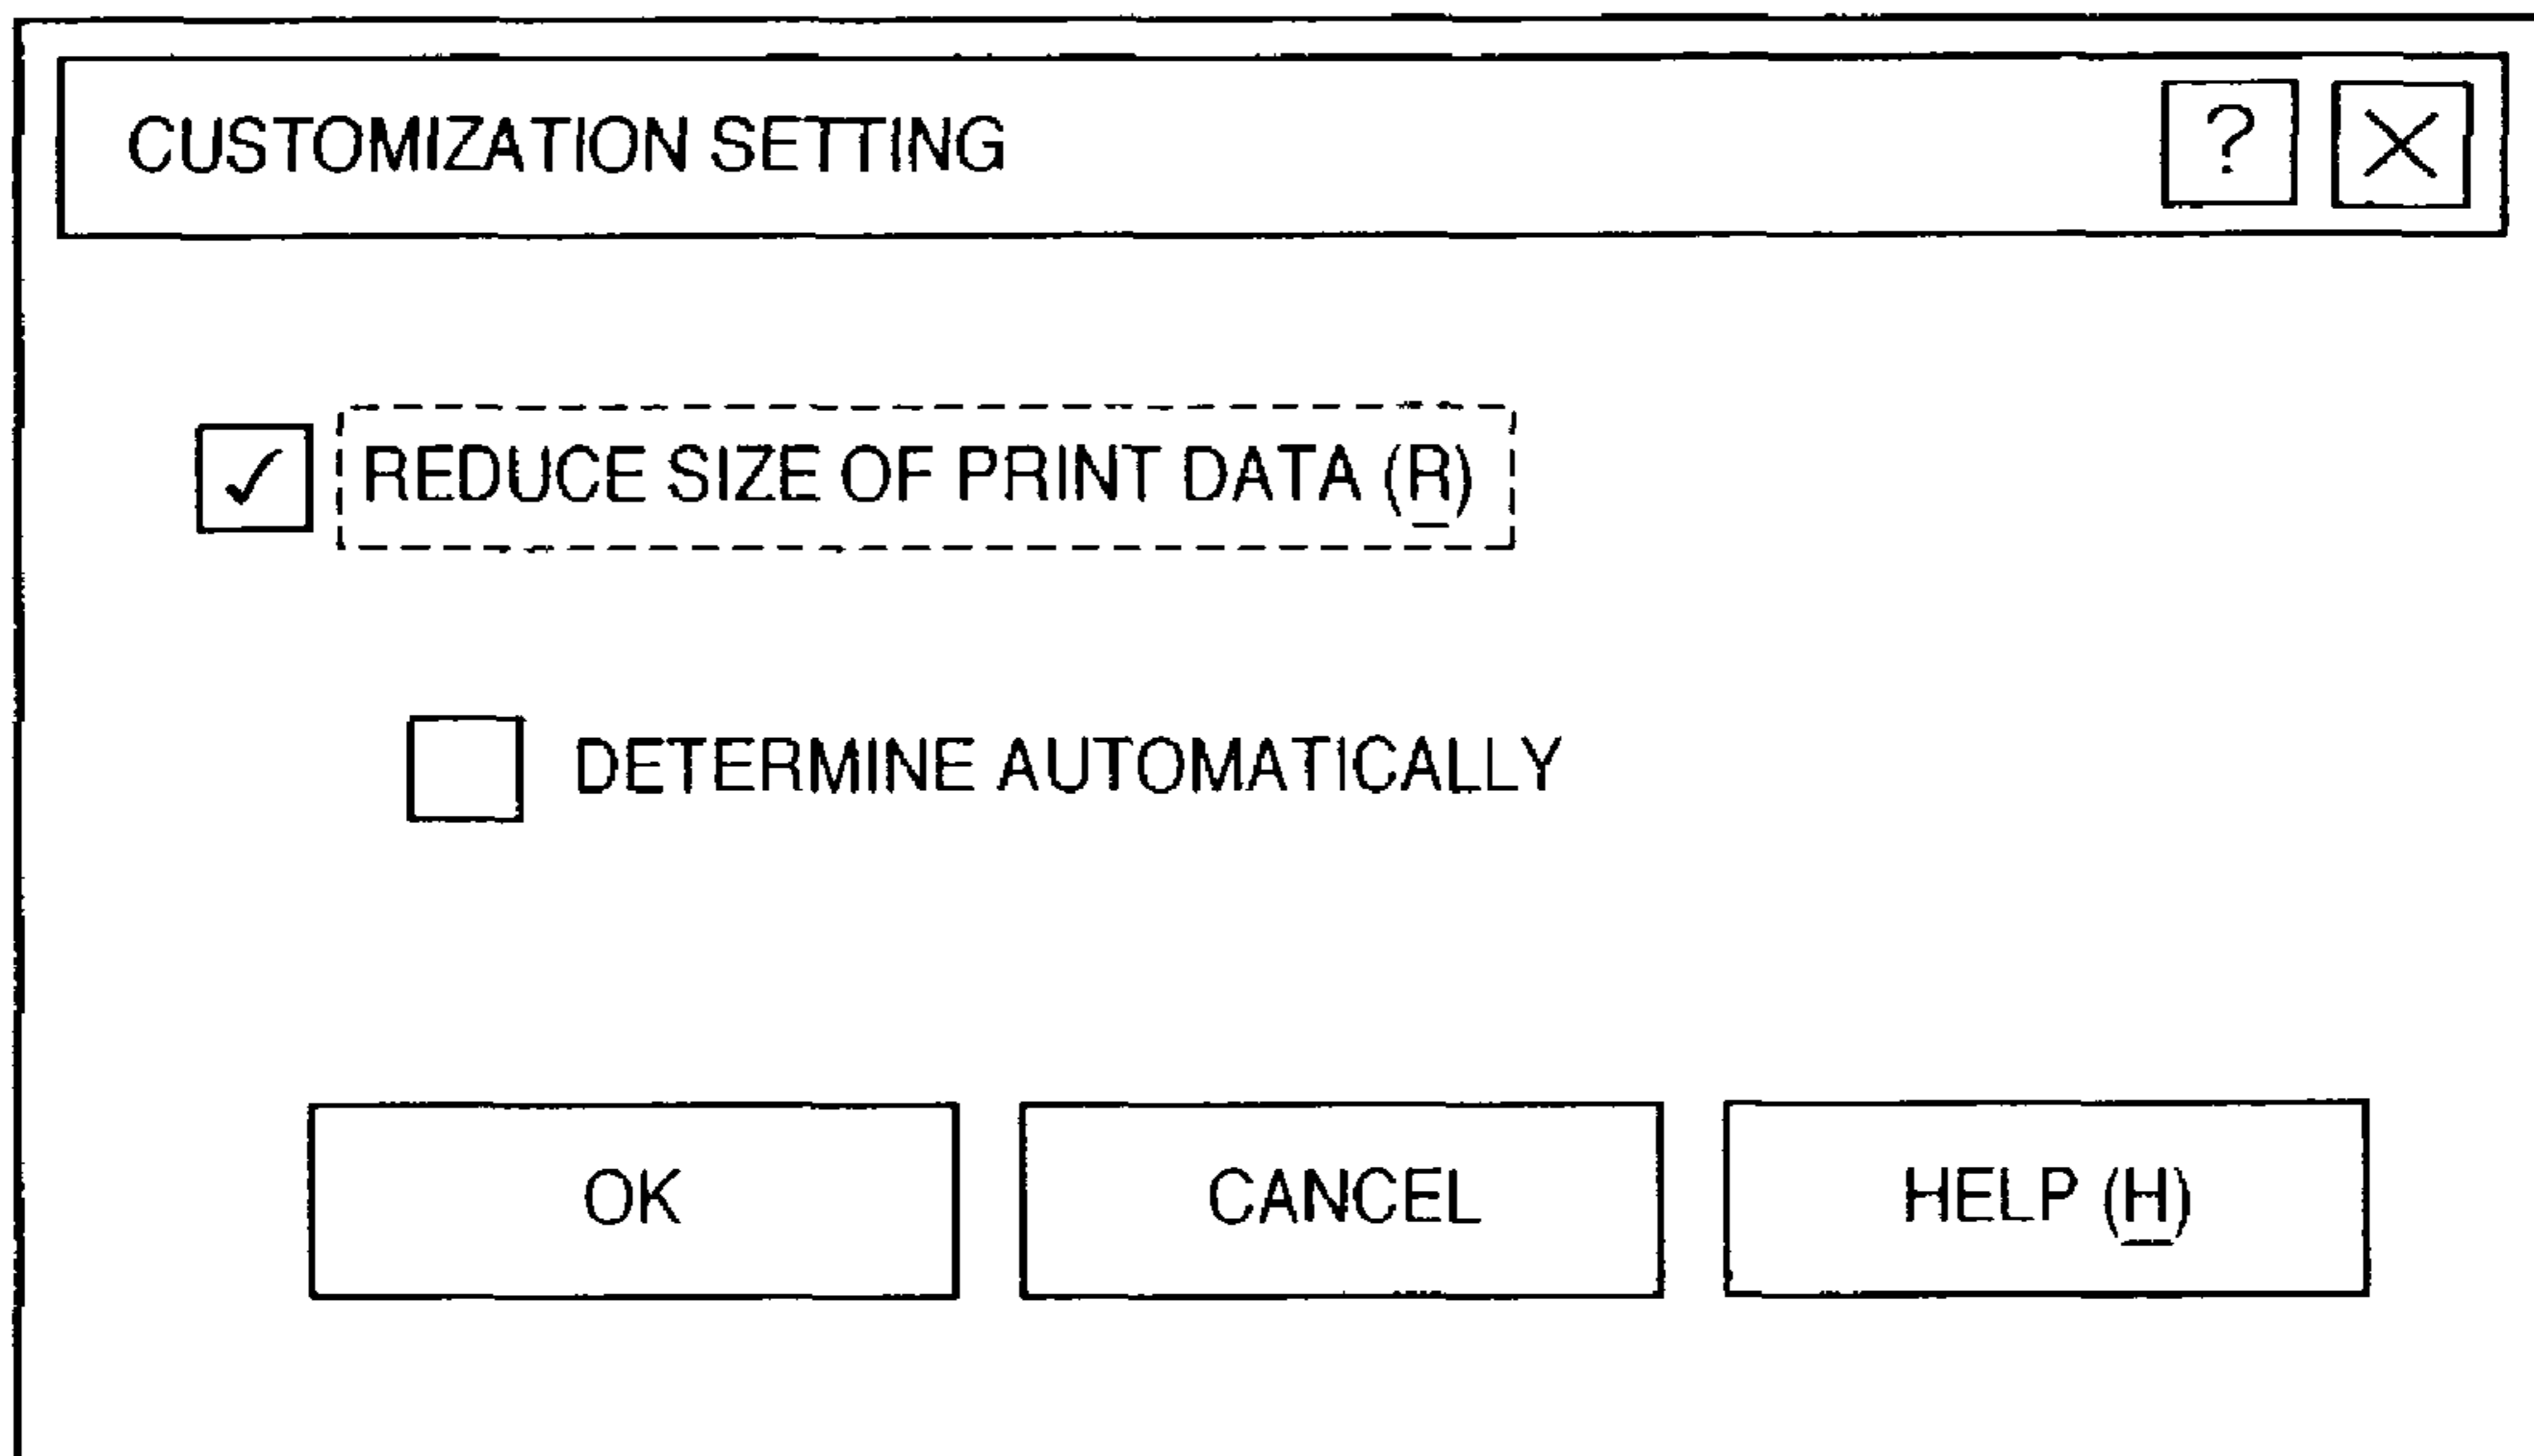 CUSTOMIZATION SETTING ?
REDUCE SIZE OF PRINT DATA (R)
DETERMINE AUTOMATICALLY
OK CANCEL HELP (H)